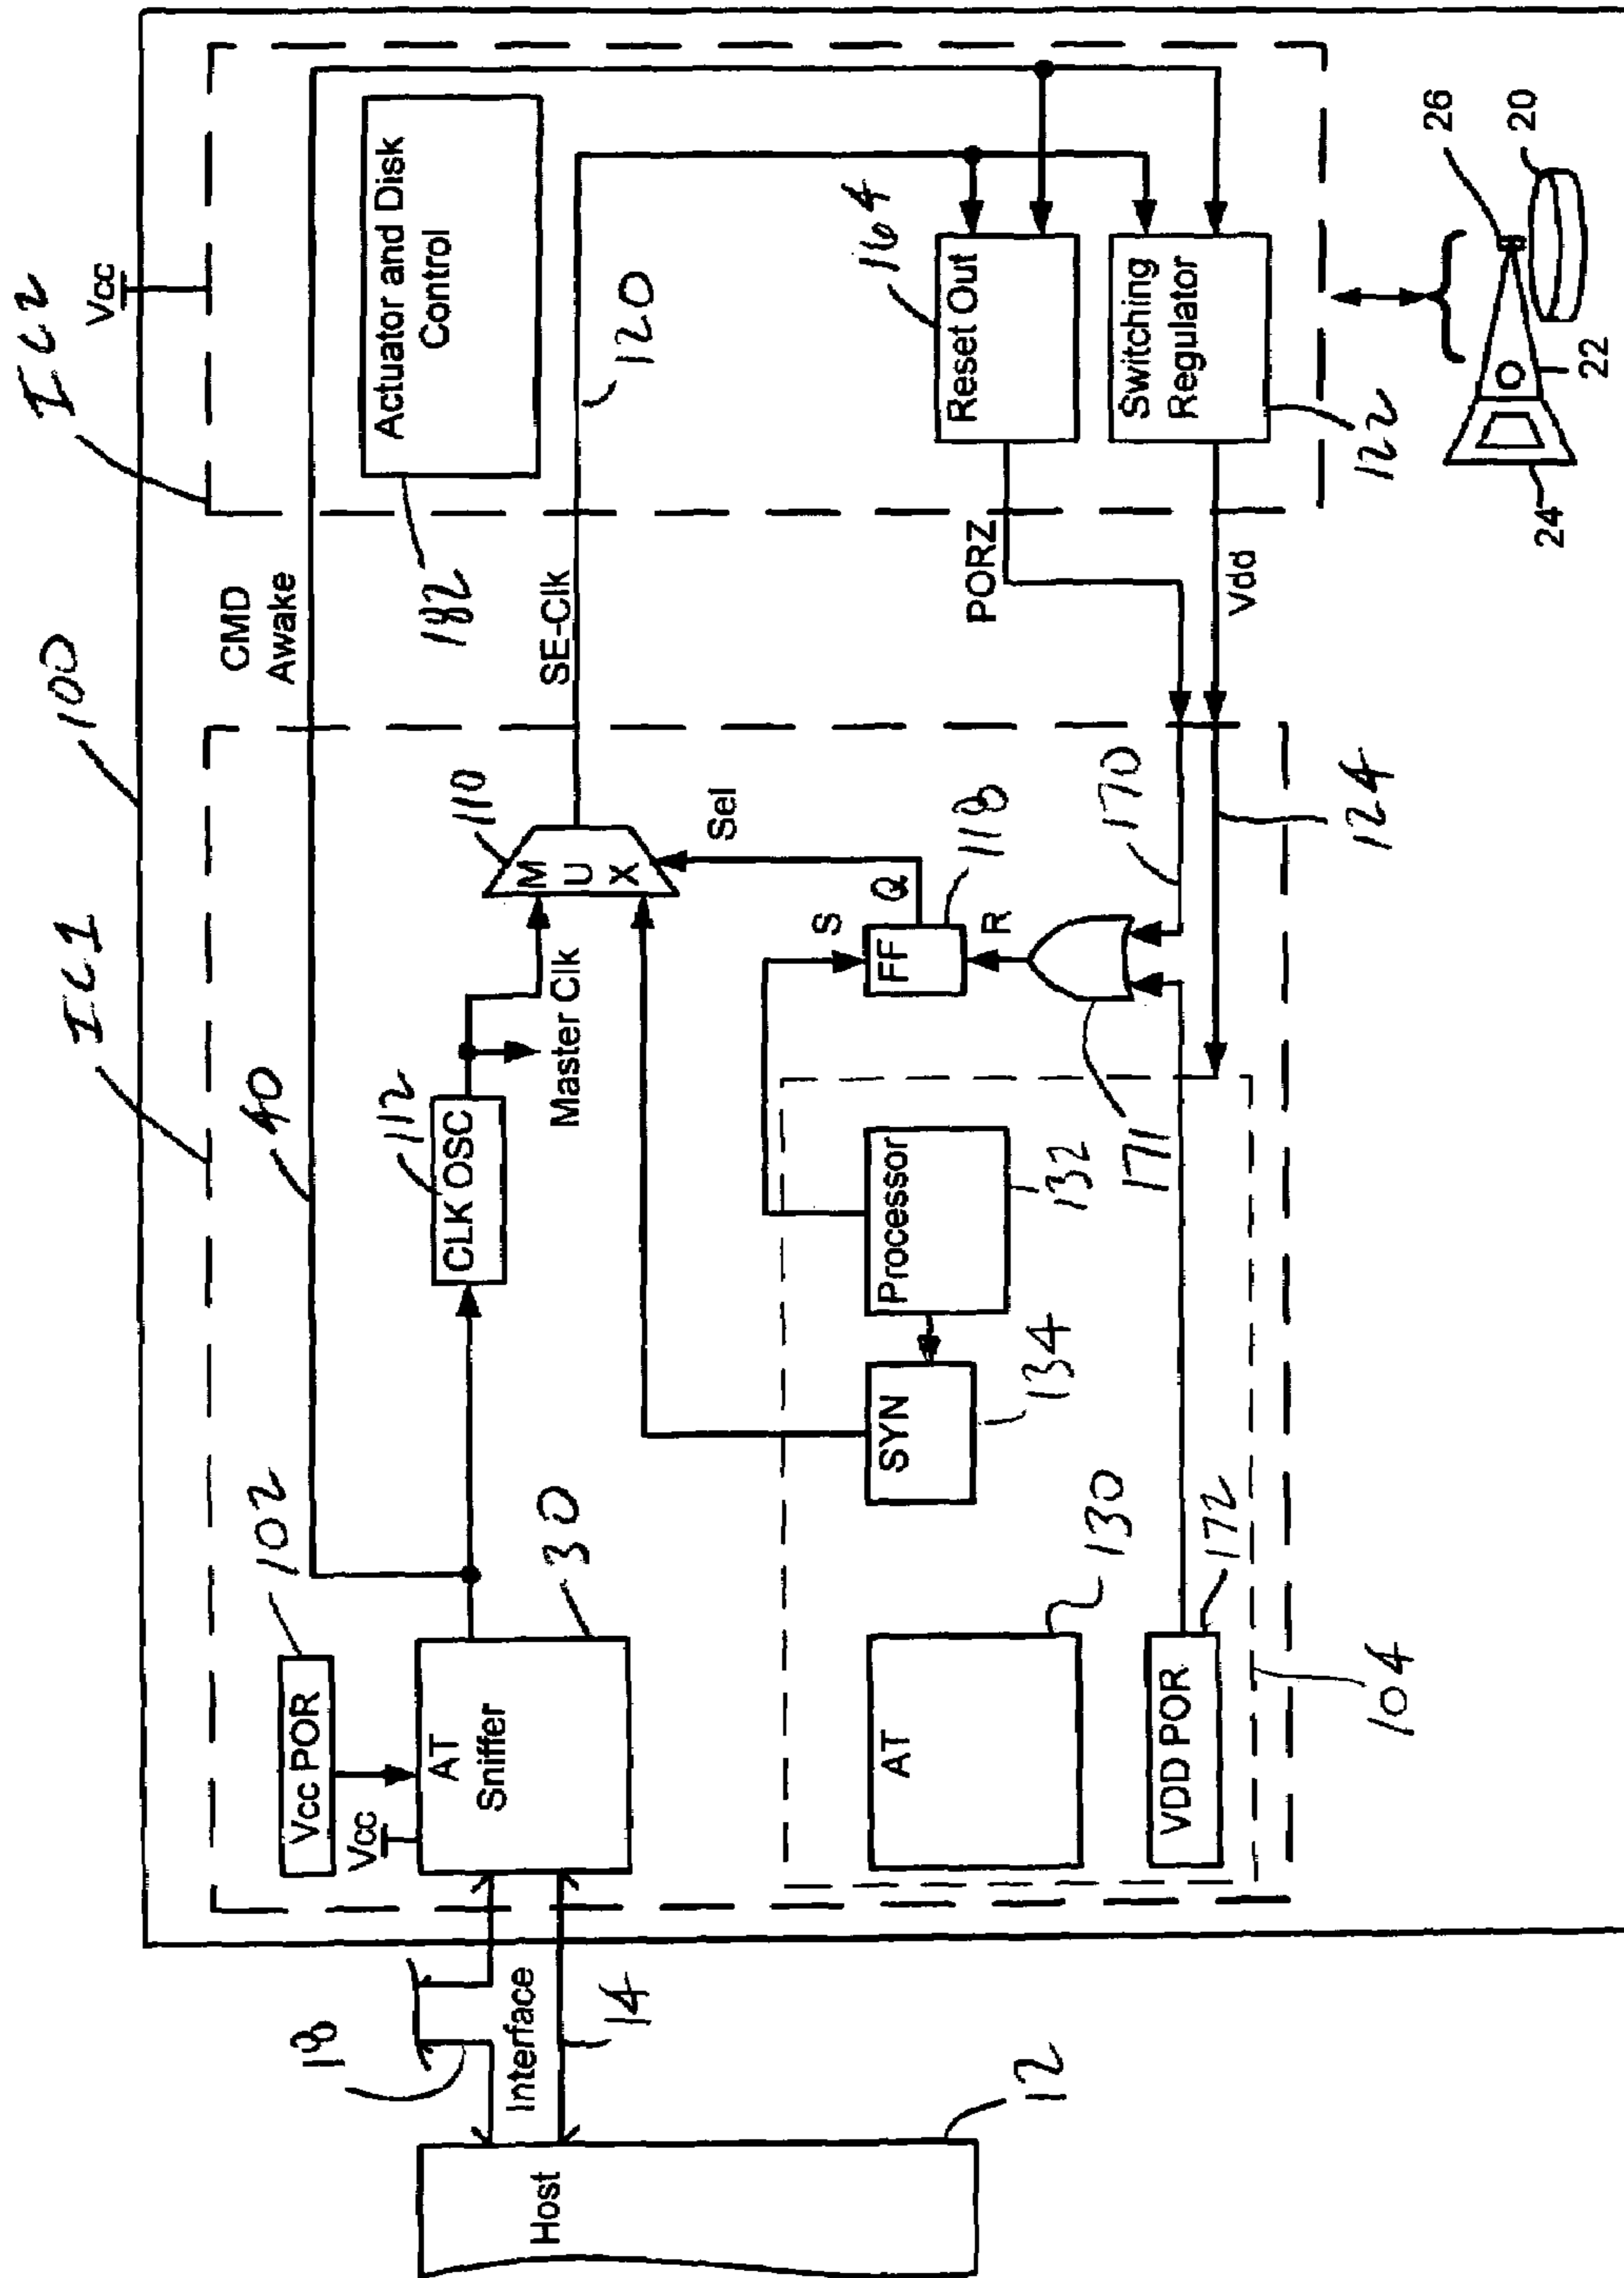 IC1
100
IC2
Vcc
CMD
Awake
40
102
Vcc POR
Vcc
AT
Sniffer
30
112
CLK OSC
Master Clk
110
M
U
X
Sel
SE-Clk
120
182
Actuator and Disk
Control
164
Reset Out
Switching
Regulator
122
PORZ
Vdd
170
124
S
FF
Q
118
R
171
Processor
132
SYN
134
AT
130
VDD POR
172
104
18
Interface
14
Host
12
26
20
22
24